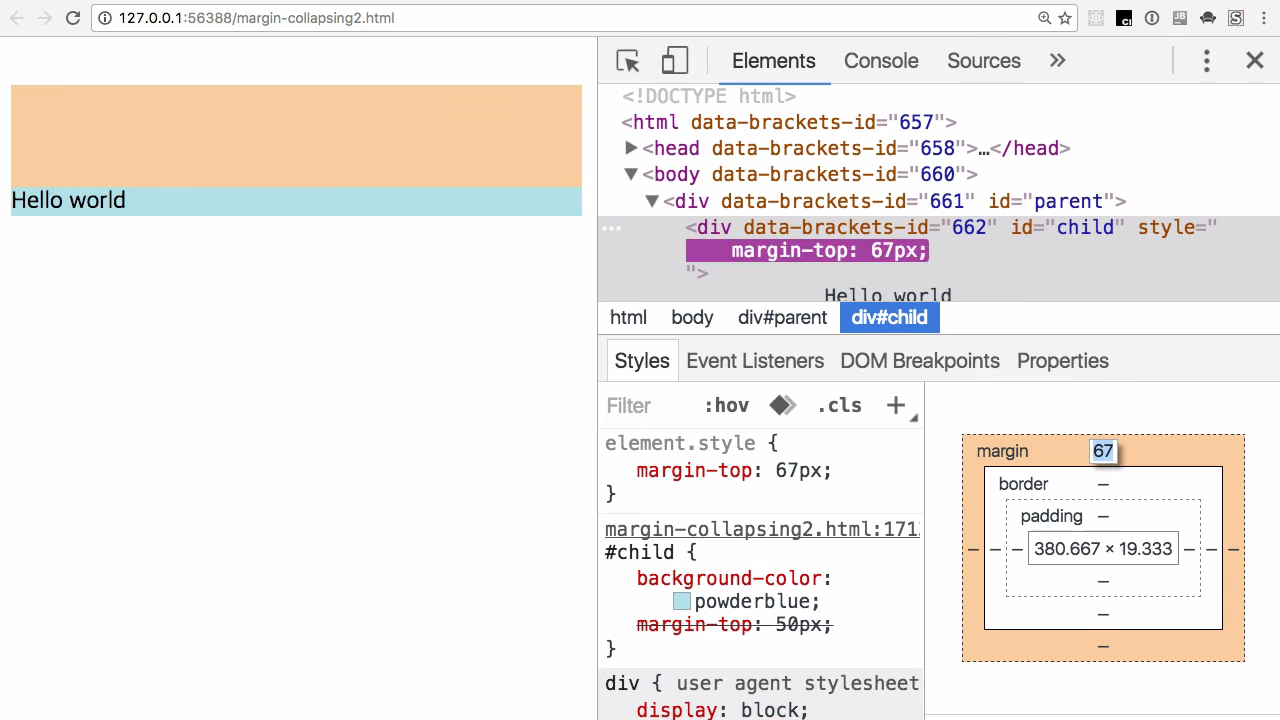 127.0.0.1:56388/margin-collapsing2.html
Hello world
Elements Console Sources »
<!DOCTYPE html>
<html data-brackets-id="657">
▶<head data-brackets-id="658">…</head>
▼<body data-brackets-id="660">
▼<div data-brackets-id="661" id="parent">
<div data-brackets-id="662" id="child" style="
margin-top: 67px;
">
Hello world
html body div#parent div#child
Styles Event Listeners DOM Breakpoints Properties
Filter :hov .cls +
element.style {
margin-top: 67px;
}
margin-collapsing2.html:171
#child {
background-color:
powderblue;
margin-top: 50px;
}
div { user agent stylesheet
display: block;
margin 67
border –
padding –
– – – 380.667 × 19.333 – – –
–
–
–